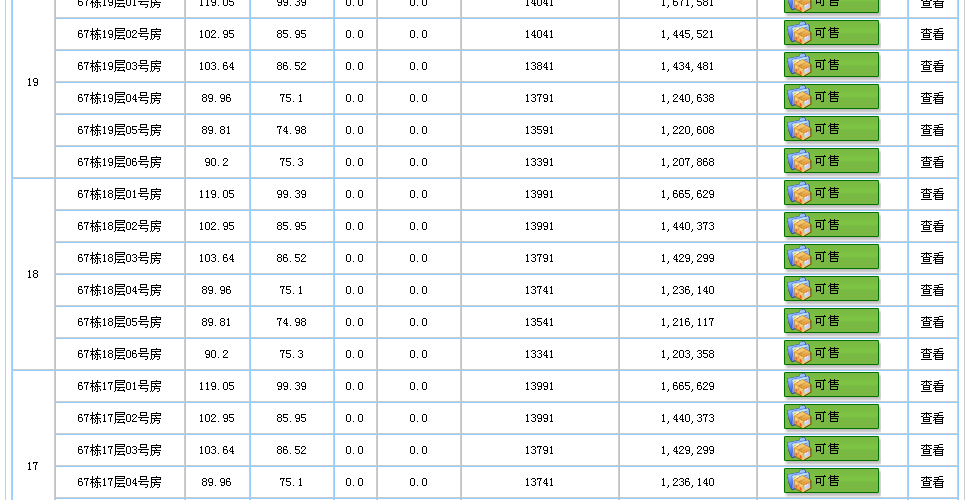 67栋19层01号房 119.05 99.39 0.0 0.0 14041 1,671,581 可售 查看
67栋19层02号房 102.95 85.95 0.0 0.0 14041 1,445,521 可售 查看
67栋19层03号房 103.64 86.52 0.0 0.0 13841 1,434,481 可售 查看
19
67栋19层04号房 89.96 75.1 0.0 0.0 13791 1,240,638 可售 查看
67栋19层05号房 89.81 74.98 0.0 0.0 13591 1,220,608 可售 查看
67栋19层06号房 90.2 75.3 0.0 0.0 13391 1,207,868 可售 查看
67栋18层01号房 119.05 99.39 0.0 0.0 13991 1,665,629 可售 查看
67栋18层02号房 102.95 85.95 0.0 0.0 13991 1,440,373 可售 查看
67栋18层03号房 103.64 86.52 0.0 0.0 13791 1,429,299 可售 查看
18
67栋18层04号房 89.96 75.1 0.0 0.0 13741 1,236,140 可售 查看
67栋18层05号房 89.81 74.98 0.0 0.0 13541 1,216,117 可售 查看
67栋18层06号房 90.2 75.3 0.0 0.0 13341 1,203,358 可售 查看
67栋17层01号房 119.05 99.39 0.0 0.0 13991 1,665,629 可售 查看
67栋17层02号房 102.95 85.95 0.0 0.0 13991 1,440,373 可售 查看
67栋17层03号房 103.64 86.52 0.0 0.0 13791 1,429,299 可售 查看
17
67栋17层04号房 89.96 75.1 0.0 0.0 13741 1,236,140 可售 查看